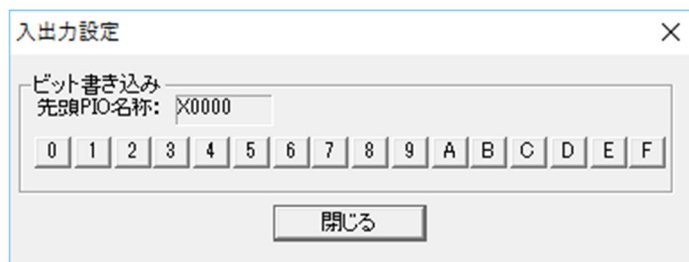 入出力設定
ビット書き込み
先頭PIO名称: X0000
0 1 2 3 4 5 6 7 8 9 A B C D E F
閉じる